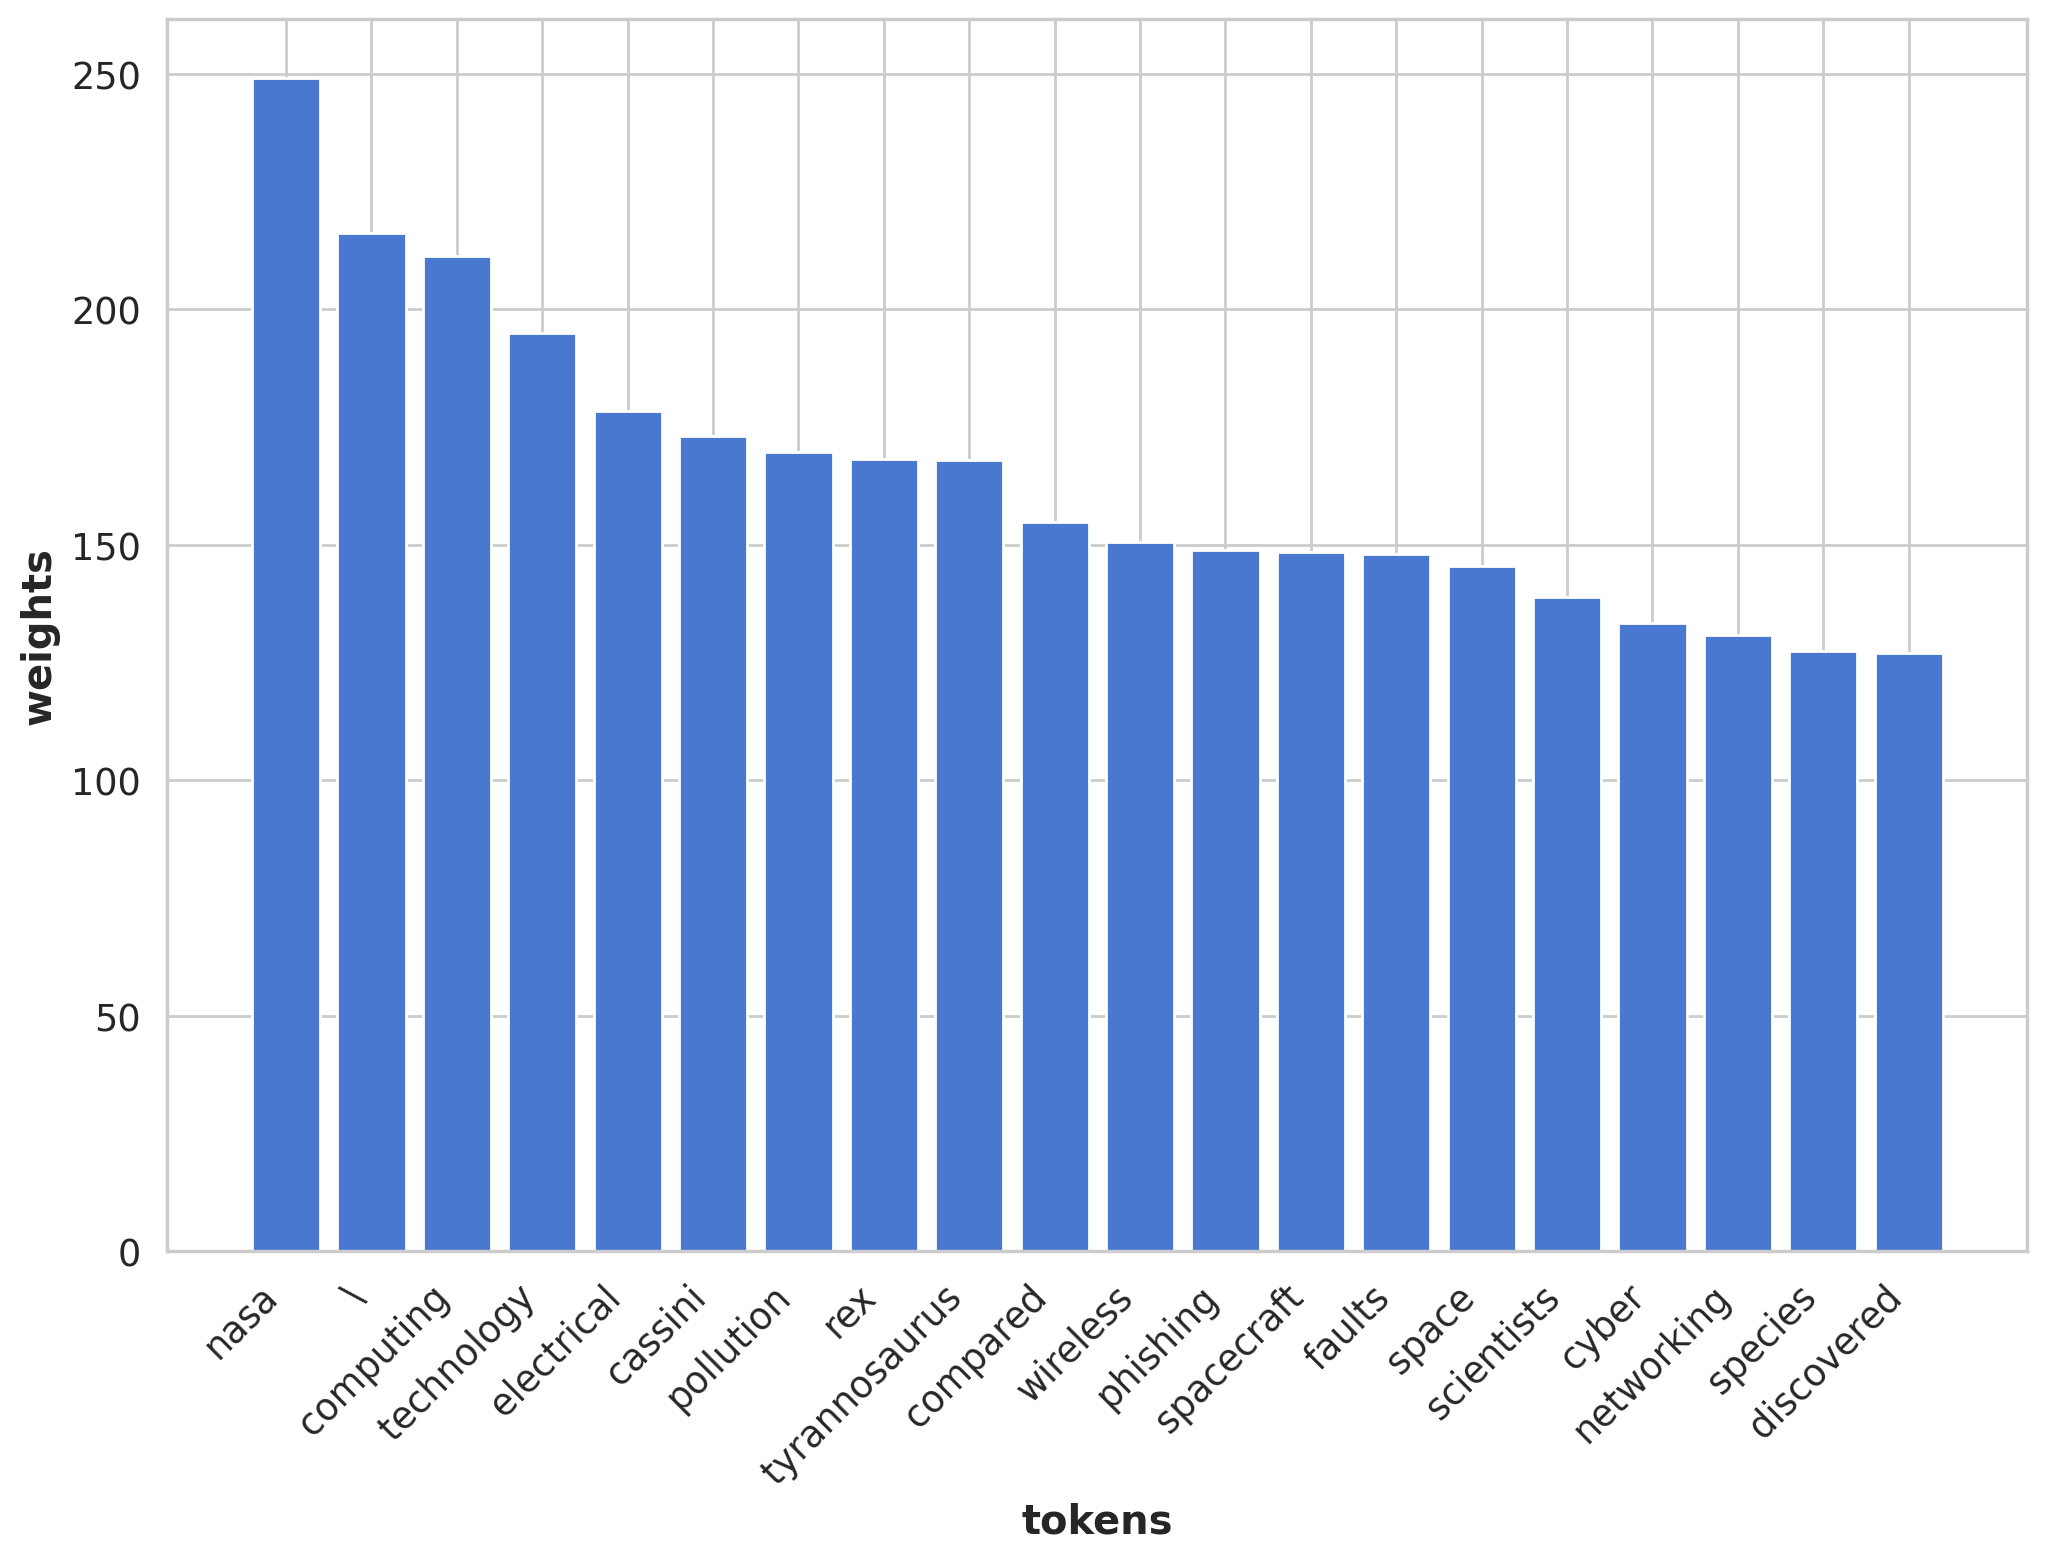 250
200
150
100
50
0
weights
nasa
\
computing
technology
electrical
cassini
pollution
rex
tyrannosaurus
compared
wireless
phishing
spacecraft
faults
space
scientists
cyber
networking
species
discovered
tokens